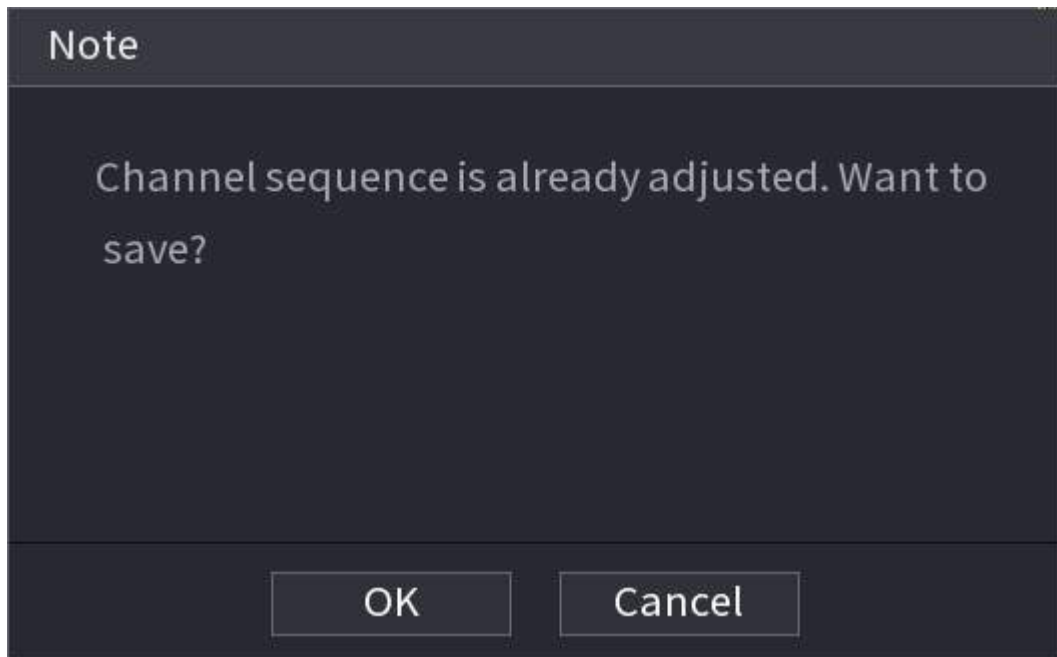 Note
Channel sequence is already adjusted. Want to
save?
OK
Cancel